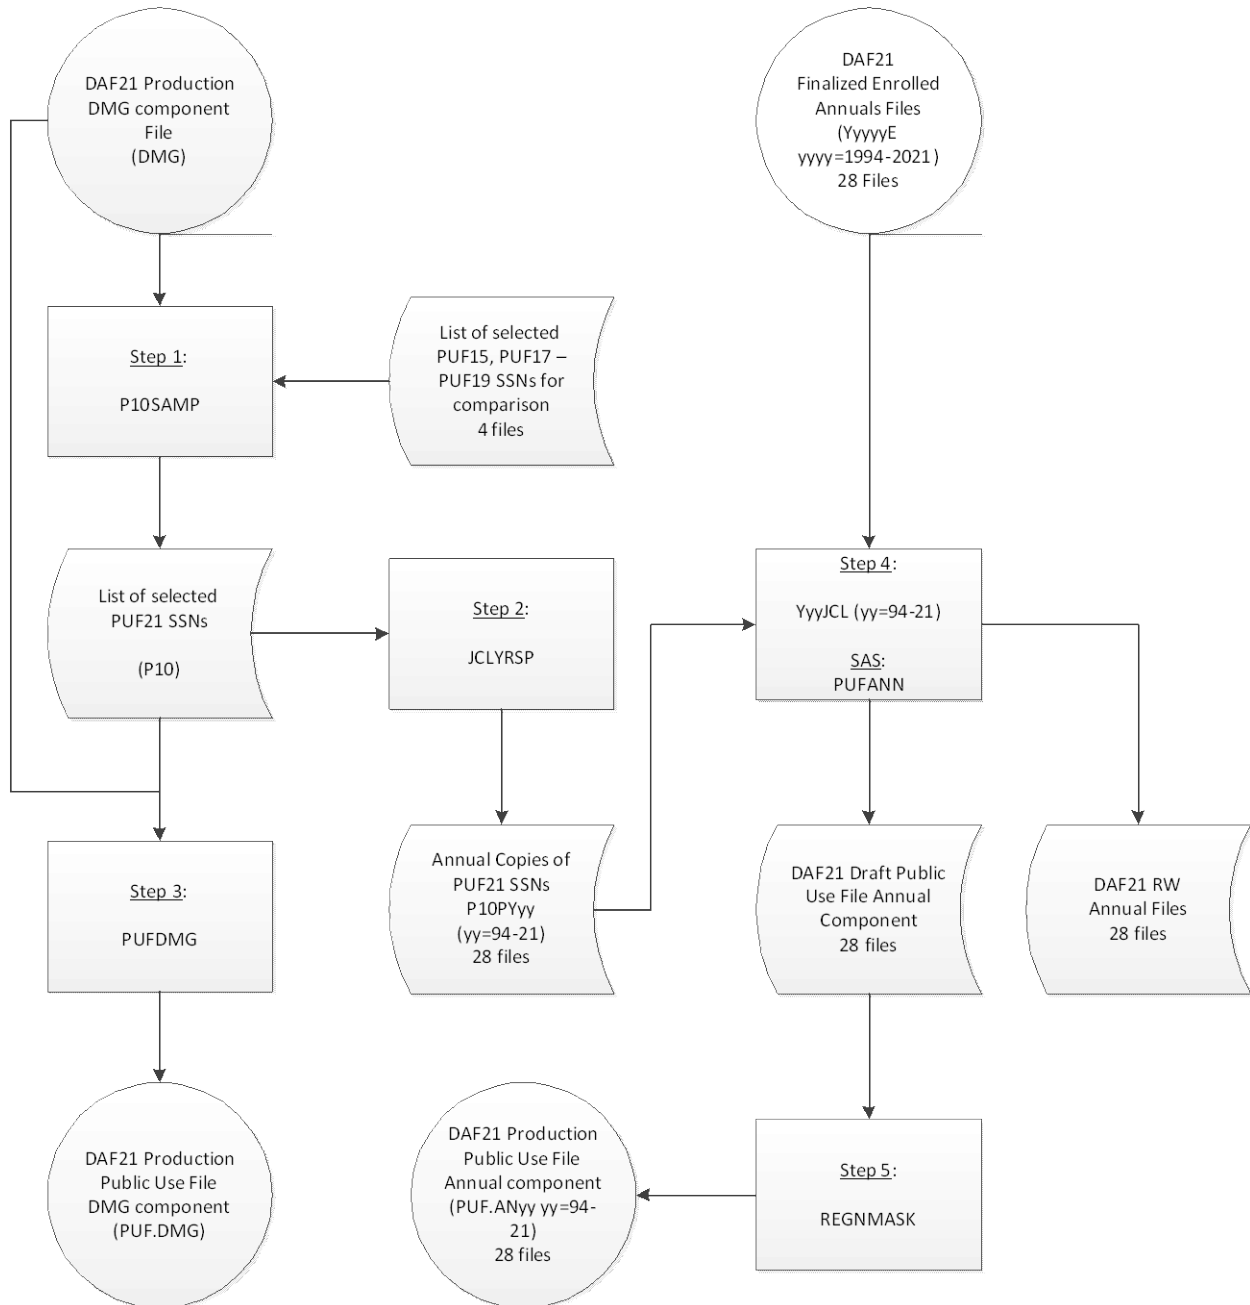 DAF21 Production
DMG component
File
(DMG)
DAF21
Finalized Enrolled
Annuals Files
(YyyyyE
yyyy=1994-2021)
28 Files
Step 1:
P10SAMP
List of selected
PUF15, PUF17 –
PUF19 SSNs for
comparison
4 files
List of selected
PUF21 SSNs
(P10)
Step 2:
JCLYRSP
Step 4:
YyyJCL (yy=94-21)
SAS:
PUFANN
Step 3:
PUFDMG
Annual Copies of
PUF21 SSNs
P10PYyy
(yy=94-21)
28 files
DAF21 Draft Public
Use File Annual
Component
28 files
DAF21 RW
Annual Files
28 files
DAF21 Production
Public Use File
DMG component
(PUF.DMG)
DAF21 Production
Public Use File
Annual component
(PUF.ANyy yy=94-
21)
28 files
Step 5:
REGNMASK